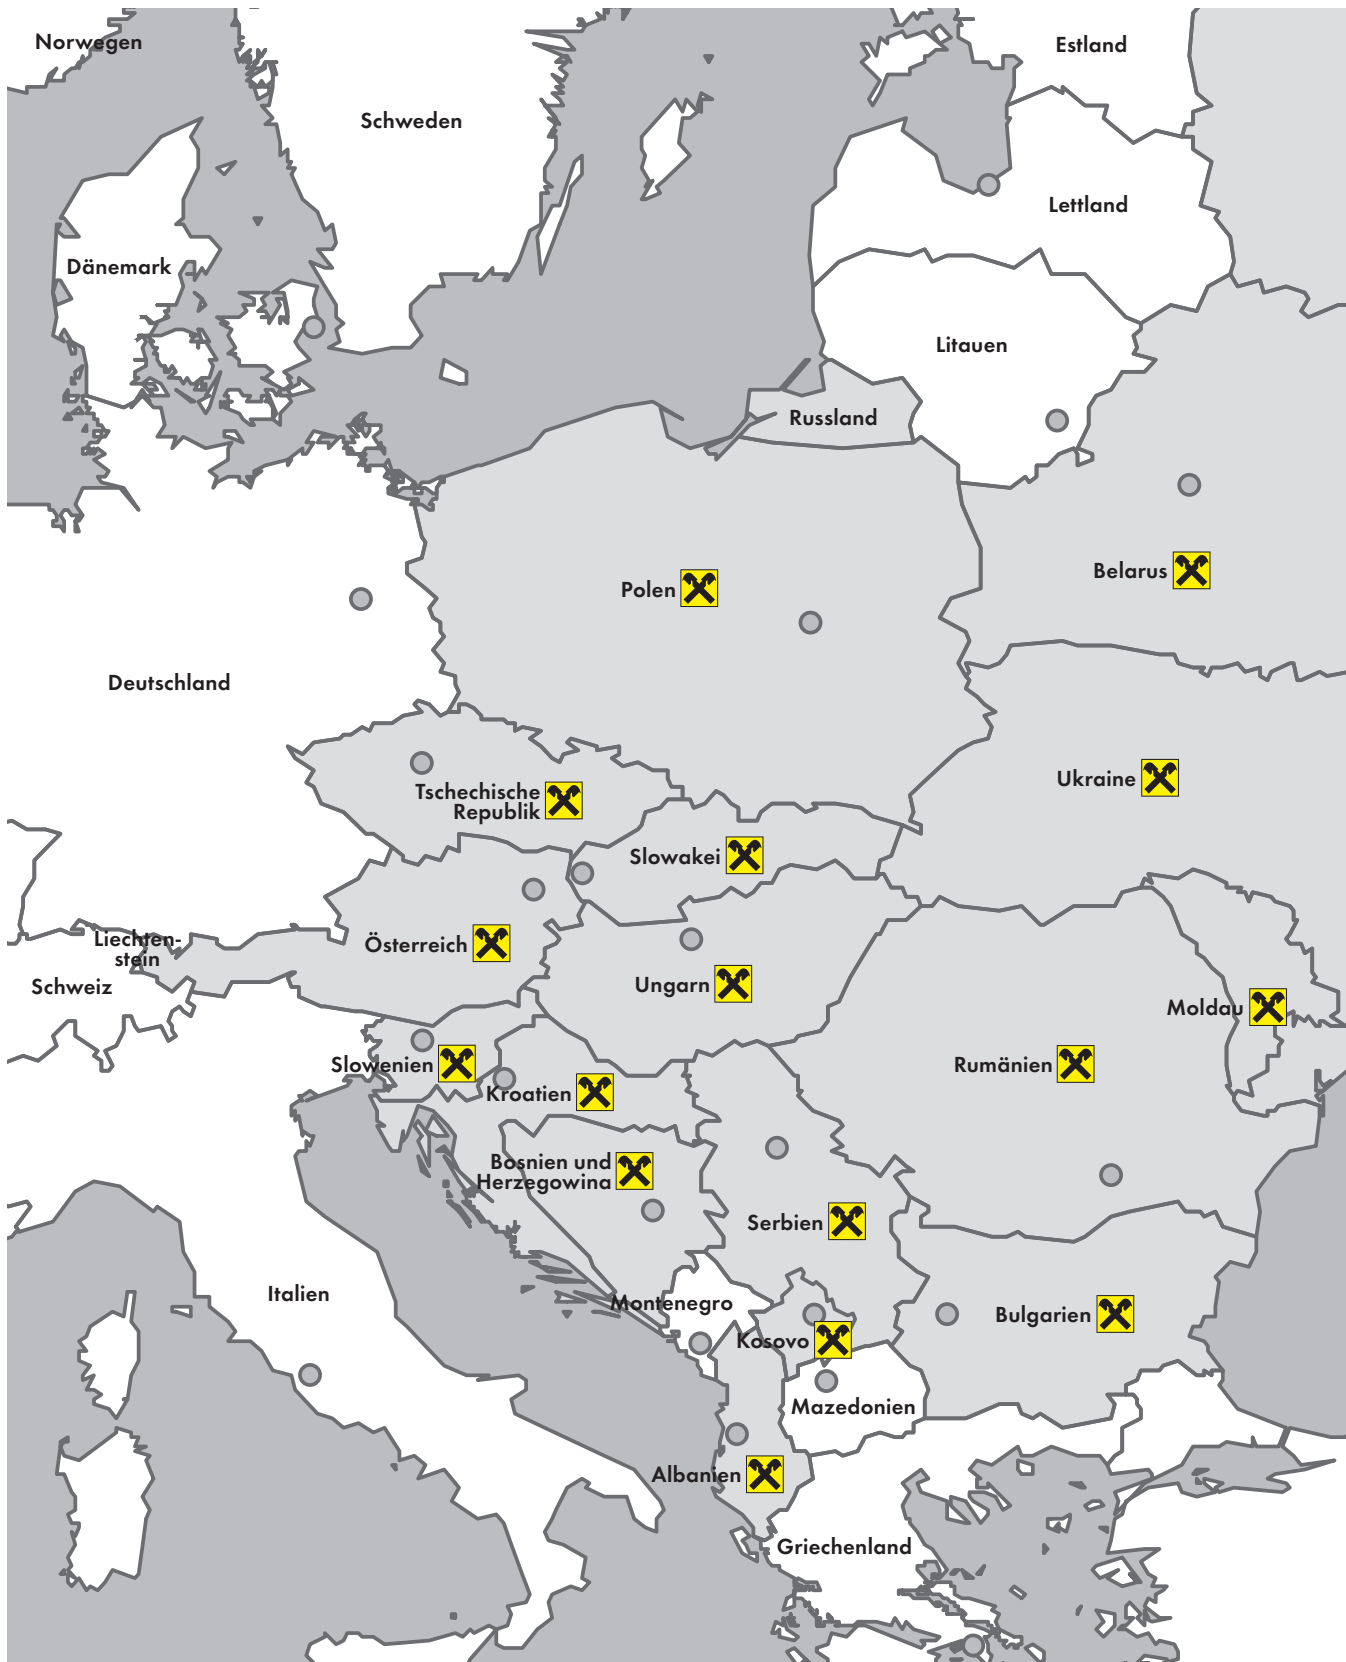 Norwegen
Estland
Schweden
Lettland
Dänemark
Litauen
Russland
Belarus
Polen
Deutschland
Ukraine
Tschechische
Republik
Slowakei
Liechten-
stein
Österreich
Schweiz
Ungarn
Moldau
Slowenien
Rumänien
Kroatien
Bosnien und
Herzegowina
Serbien
Italien
Montenegro
Bulgarien
Kosovo
Mazedonien
Albanien
Griechenland